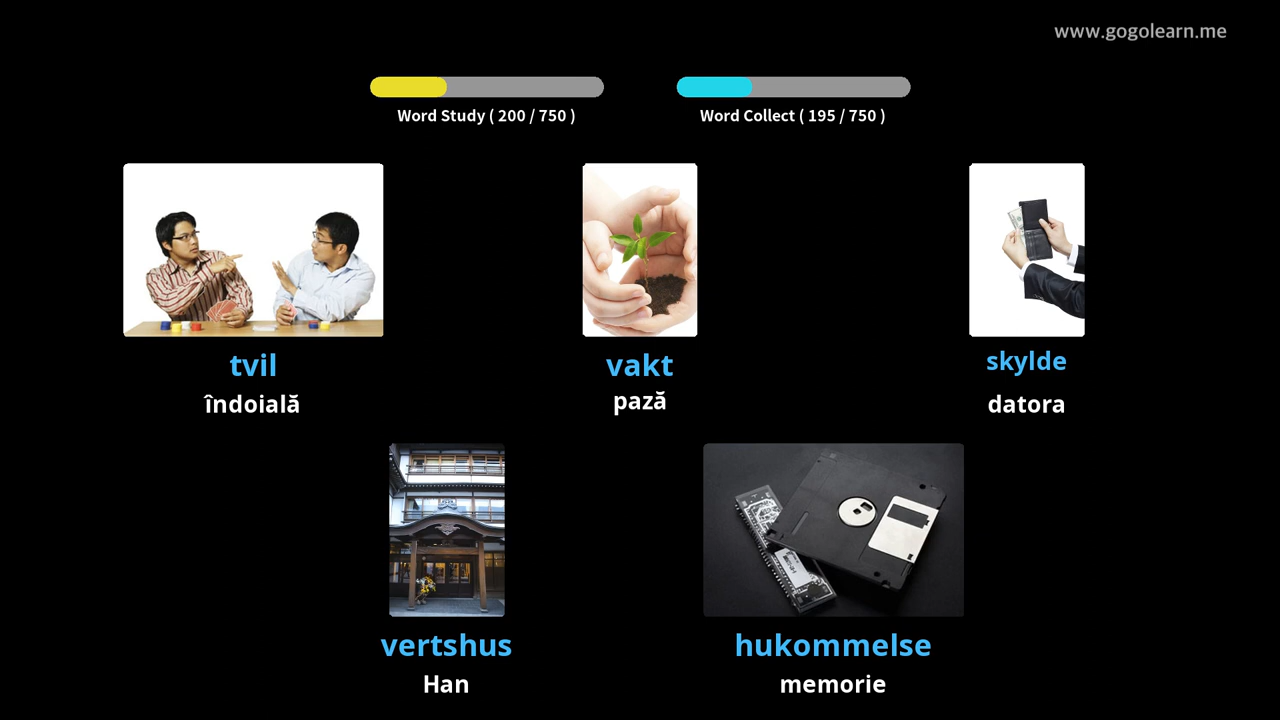 www.gogolearn.me
Word Study ( 200 / 750 )
Word Collect ( 195 / 750 )
tvil
îndoială
vakt
pază
skylde
datora
vertshus
Han
hukommelse
memorie